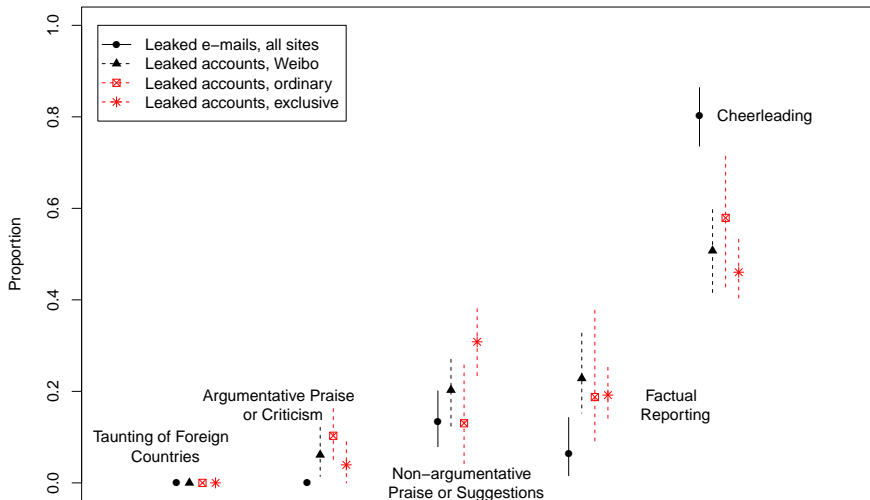 1.0
Leaked e−mails, all sites
Leaked accounts, Weibo
Leaked accounts, ordinary
Leaked accounts, exclusive
0.8
Cheerleading
0.6
Proportion
0.4
0.2
Argumentative Praise
or Criticism
Factual
Reporting
Taunting of Foreign
Countries
Non−argumentative
Praise or Suggestions
0.0